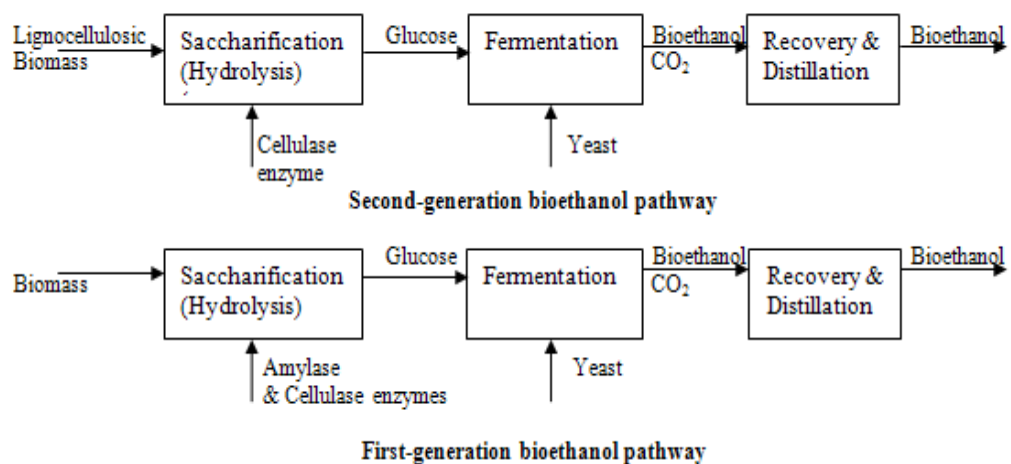 Lignocellulosic
Biomass
Saccharification
(Hydrolysis)
Glucose
Fermentation
Bioethanol
CO₂
Recovery &
Distillation
Bioethanol
Cellulase
enzyme
Yeast
Second-generation bioethanol pathway
Biomass
Saccharification
(Hydrolysis)
Glucose
Fermentation
Bioethanol
CO₂
Recovery &
Distillation
Bioethanol
Amylase
& Cellulase enzymes
Yeast
First-generation bioethanol pathway